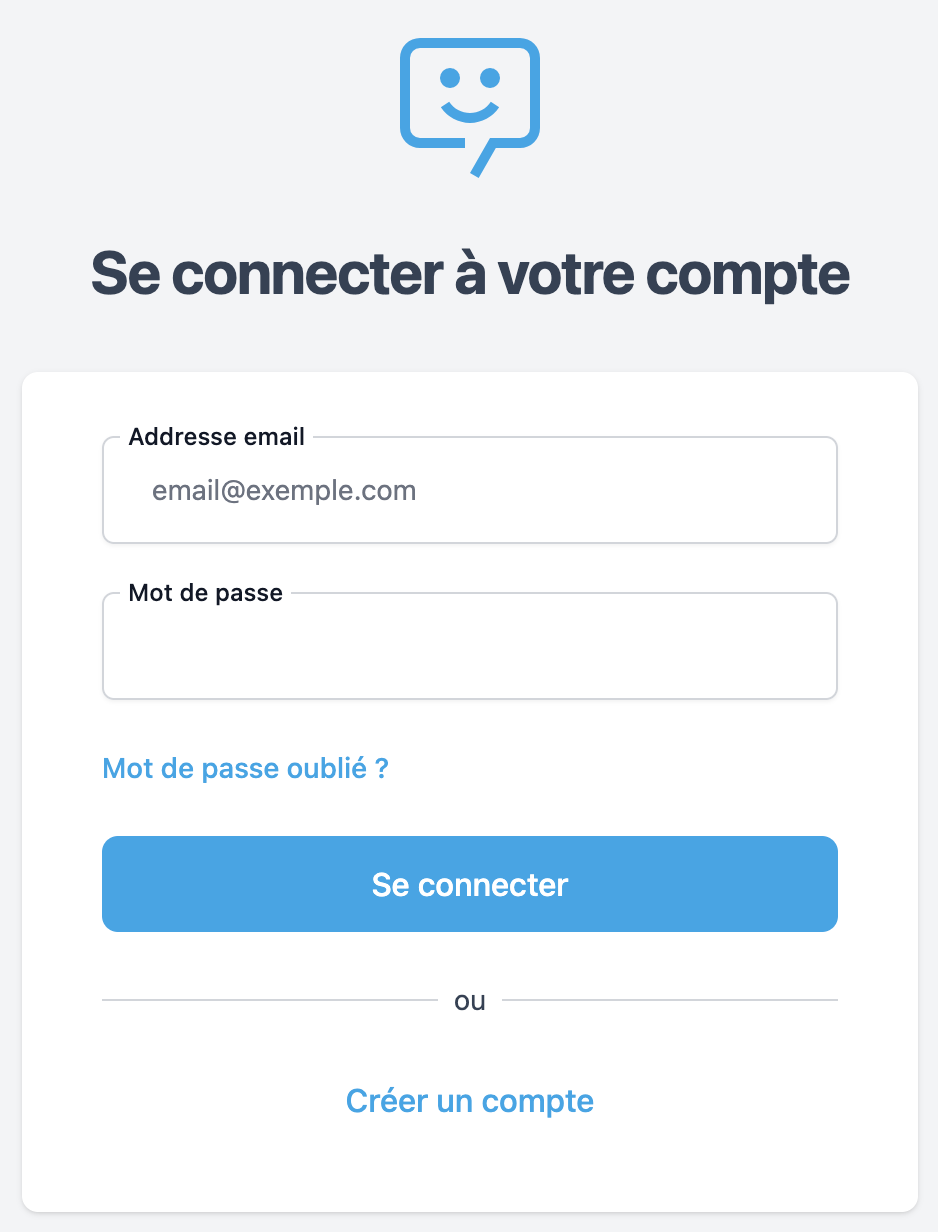 Se connecter à votre compte
Addresse email
email@exemple.com
Mot de passe
Mot de passe oublié ?
Se connecter
ou
Créer un compte